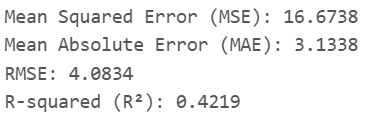 Mean Squared Error (MSE): 16.6738
Mean Absolute Error (MAE): 3.1338
RMSE: 4.0834
R-squared (R²): 0.4219